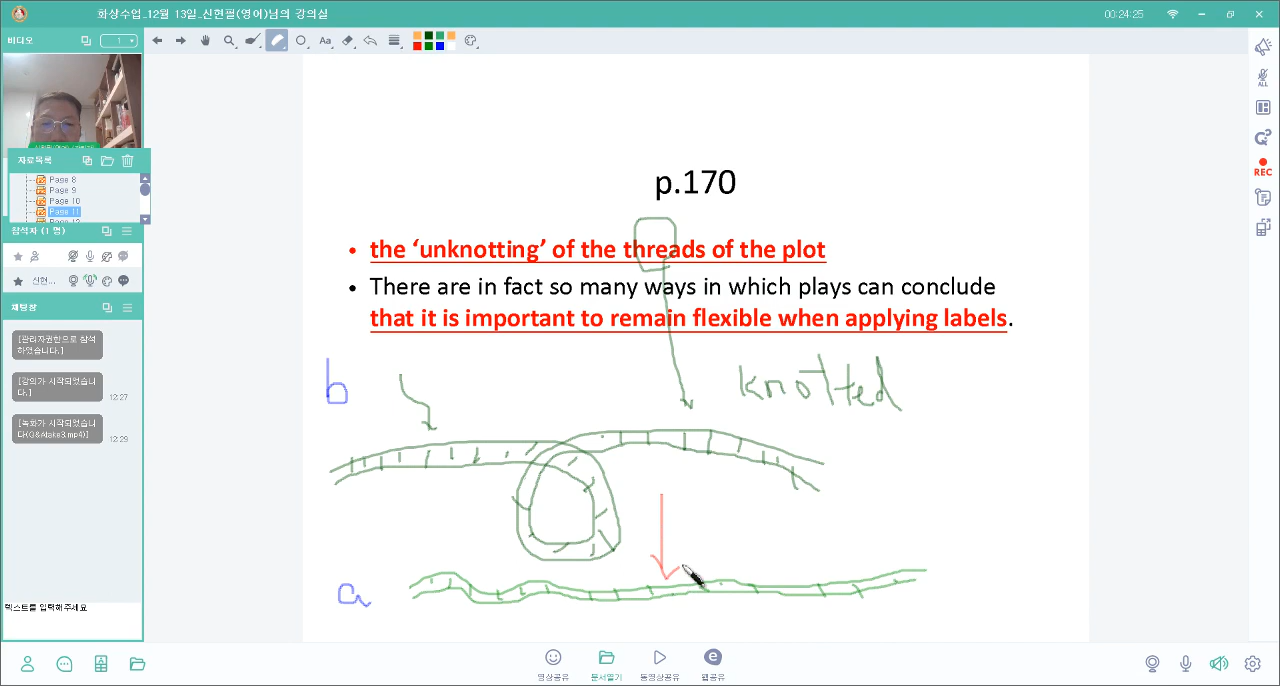 화상수업_12월 13일_신현필(영어)님의 강의실
00:24:25
비디오
1
Aa
ALL
REC
자료목록
Page 8
Page 9
Page 10
Page 11
참석자 (1 명)
신현...
채팅창
[관리자권한으로 참석하였습니다.]
[강의가 시작되었습니다.]
12:27
[녹화가 시작되었습니다(Q&Atake3.mp4)]
12:29
텍스트를 입력해주세요
p.170
• the ‘unknotting’ of the threads of the plot
• There are in fact so many ways in which plays can conclude
that it is important to remain flexible when applying labels.
b
knotted
a
영상공유
문서열기
동영상공유
웹공유